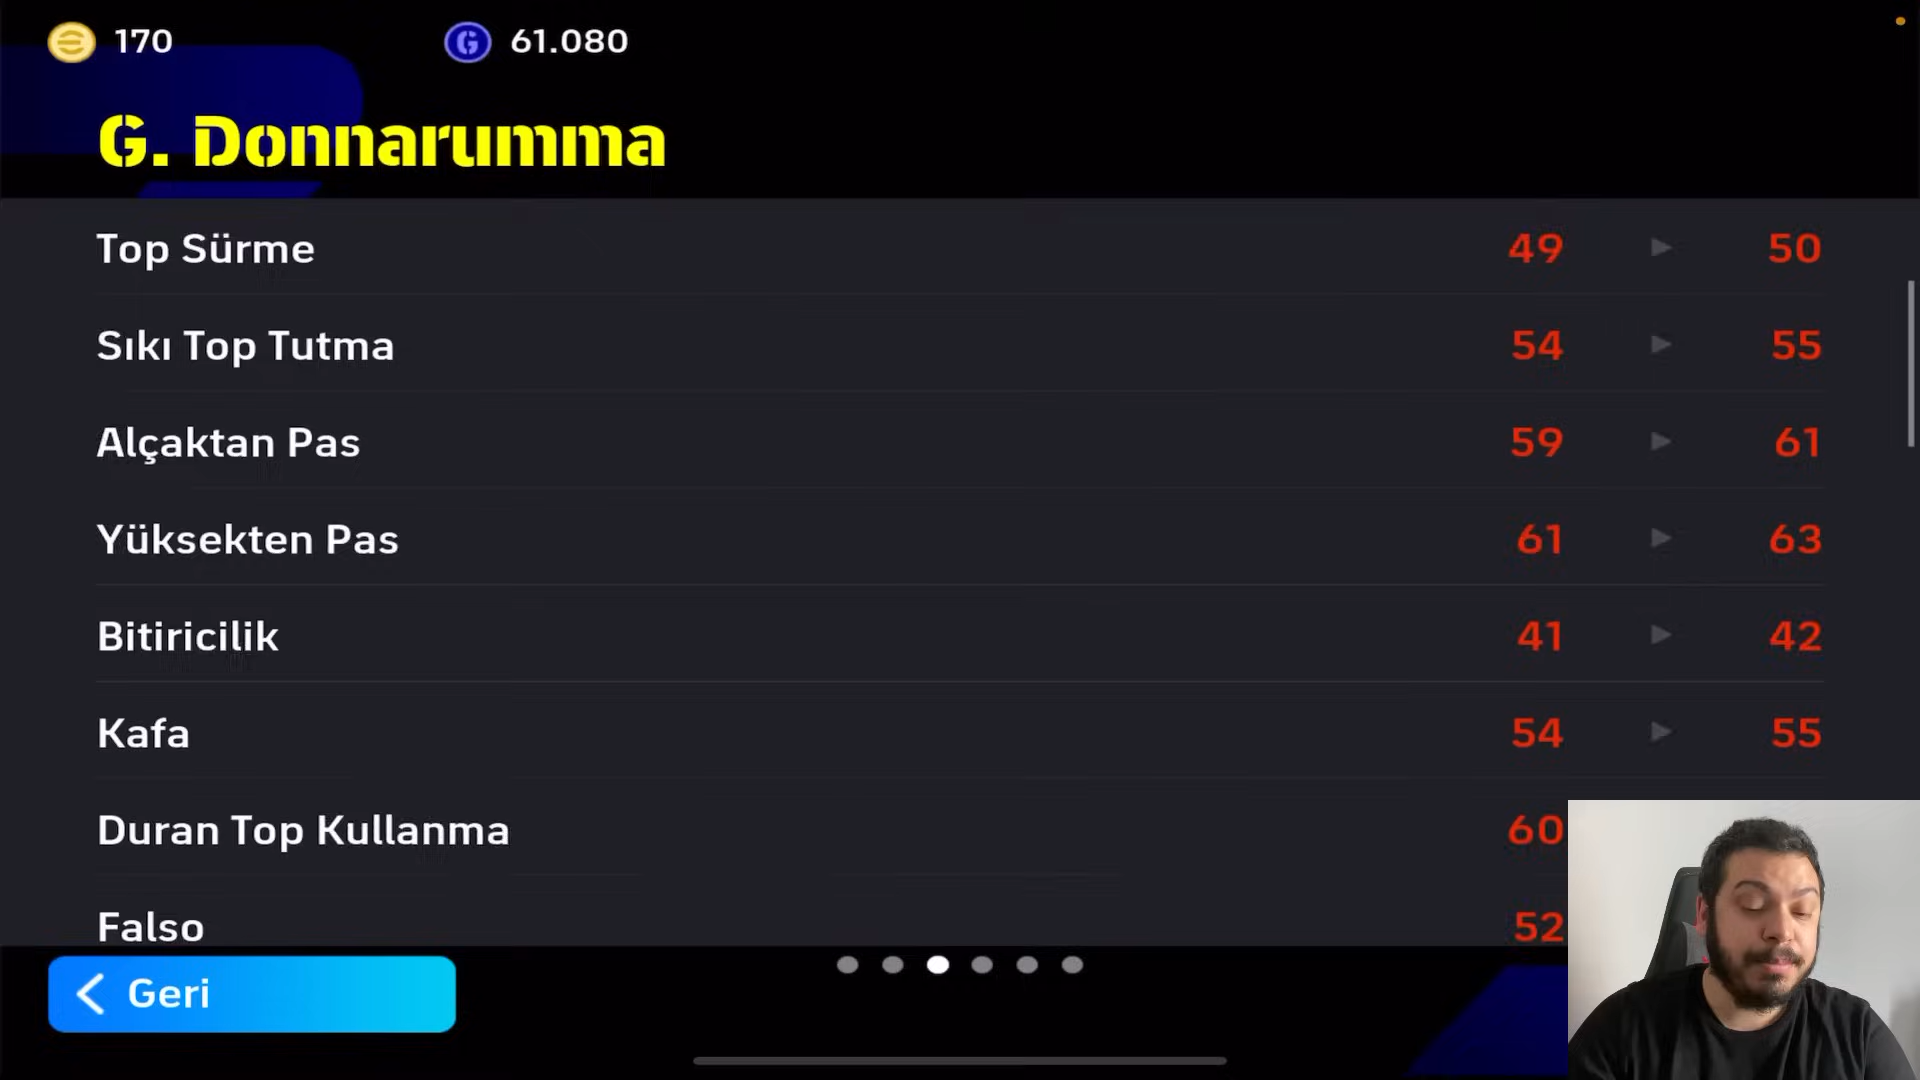 170
61.080
G. Donnarumma
Top Sürme 49 ► 50
Sıkı Top Tutma 54 ► 55
Alçaktan Pas 59 ► 61
Yüksekten Pas 61 ► 63
Bitiricilik 41 ► 42
Kafa 54 ► 55
Duran Top Kullanma 60
Falso 52
Geri